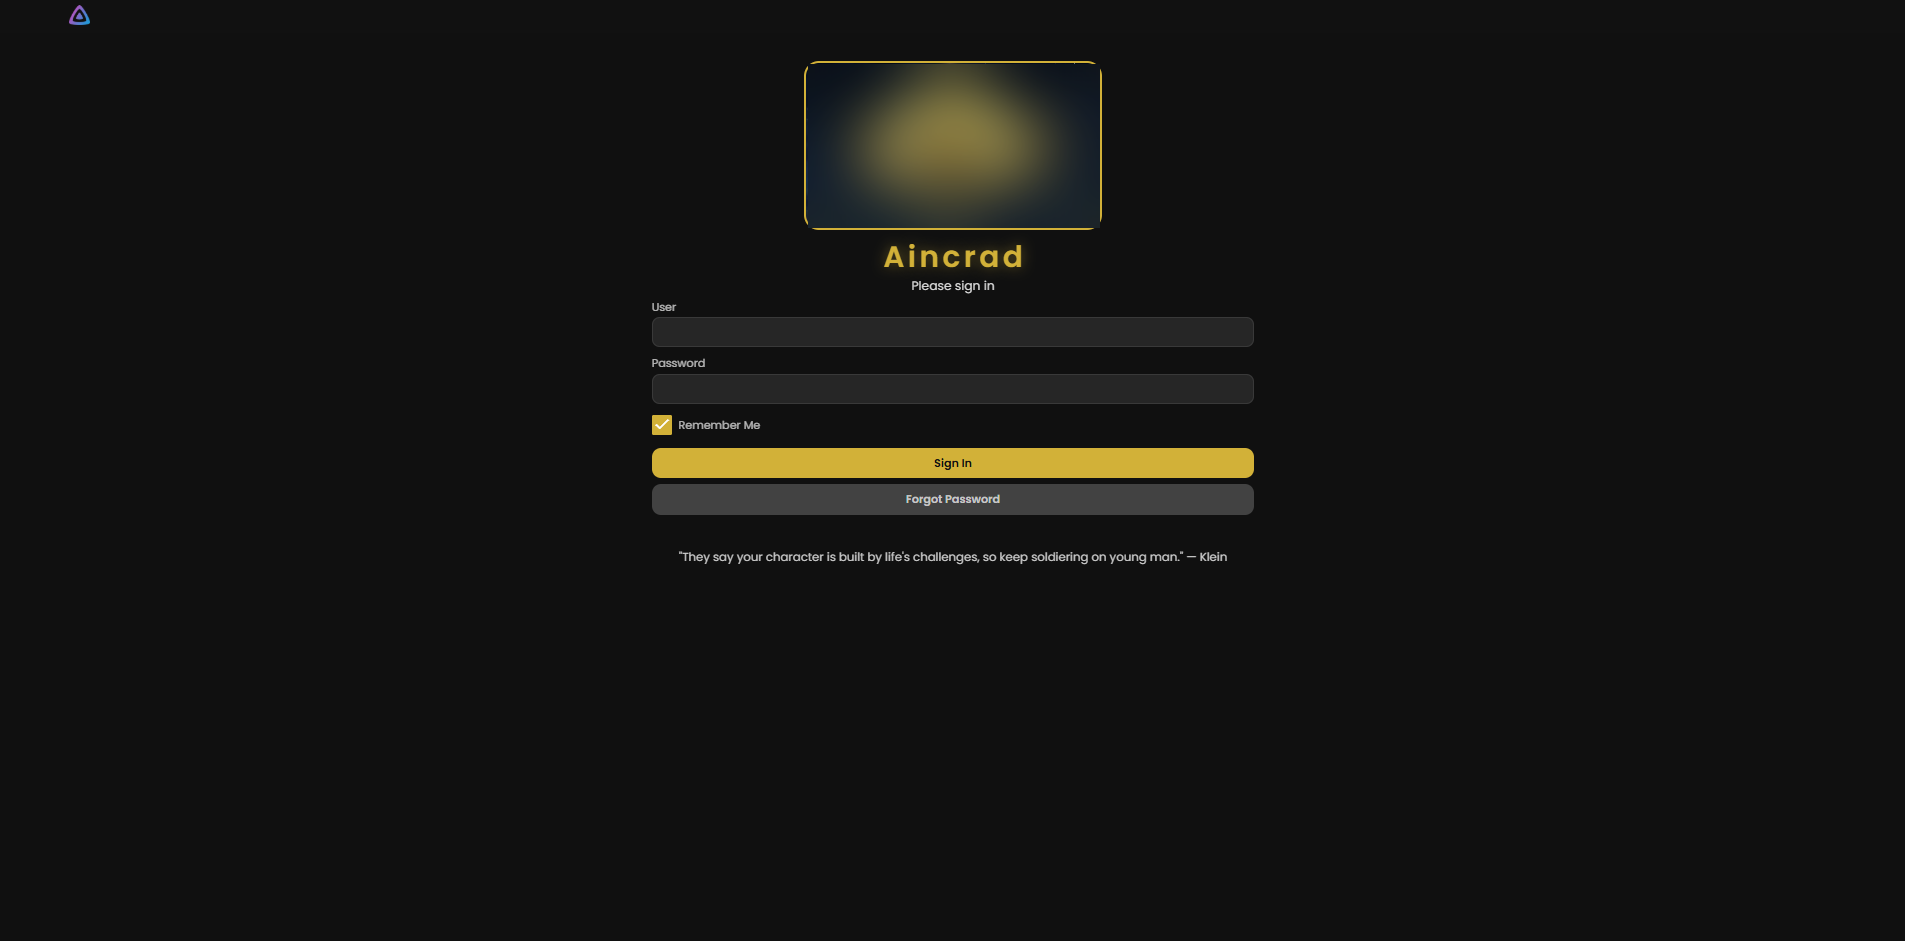 Aincrad
Please sign in
User
Password
Remember Me
Sign In
Forgot Password
"They say your character is built by life's challenges, so keep soldiering on young man." — Klein